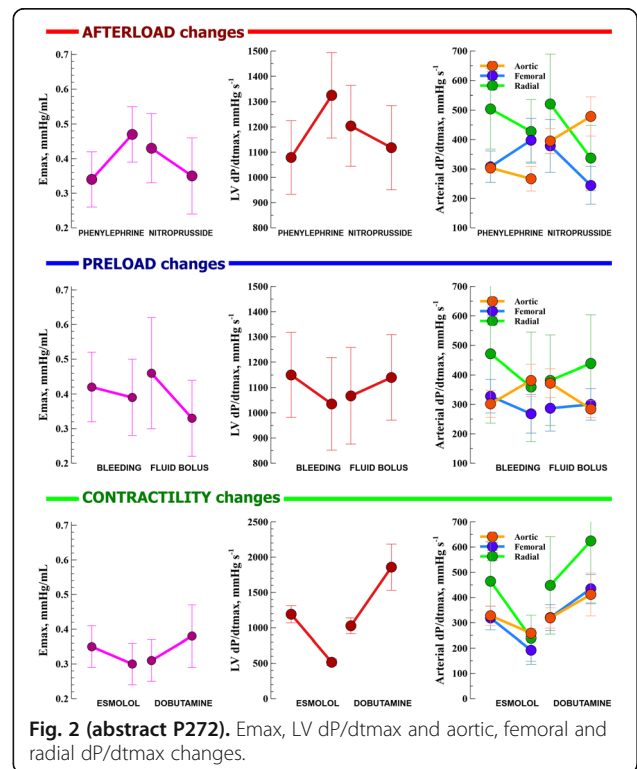 AFTERLOAD changes
Emax, mmHg/mL
0.7
0.6
0.5
0.4
0.3
0.2
PHENYLEPHRINE NITROPRUSSIDE
LV dP/dtmax, mmHg s⁻¹
1500
1400
1300
1200
1100
1000
900
800
PHENYLEPHRINE NITROPRUSSIDE
Arterial dP/dtmax, mmHg s⁻¹
700
600
500
400
300
200
100
Aortic
Femoral
Radial
PHENYLEPHRINE NITROPRUSSIDE
PRELOAD changes
Emax, mmHg/mL
0.7
0.6
0.5
0.4
0.3
0.2
BLEEDING FLUID BOLUS
LV dP/dtmax, mmHg s⁻¹
1500
1400
1300
1200
1100
1000
900
800
BLEEDING FLUID BOLUS
Arterial dP/dtmax, mmHg s⁻¹
700
600
500
400
300
200
100
Aortic
Femoral
Radial
BLEEDING FLUID BOLUS
CONTRACTILITY changes
Emax, mmHg/mL
0.7
0.6
0.5
0.4
0.3
0.2
ESMOLOL DOBUTAMINE
LV dP/dtmax, mmHg s⁻¹
2500
2000
1500
1000
500
0
ESMOLOL DOBUTAMINE
Arterial dP/dtmax, mmHg s⁻¹
700
600
500
400
300
200
100
0
Aortic
Femoral
Radial
ESMOLOL DOBUTAMINE
Fig. 2 (abstract P272). Emax, LV dP/dtmax and aortic, femoral and
radial dP/dtmax changes.